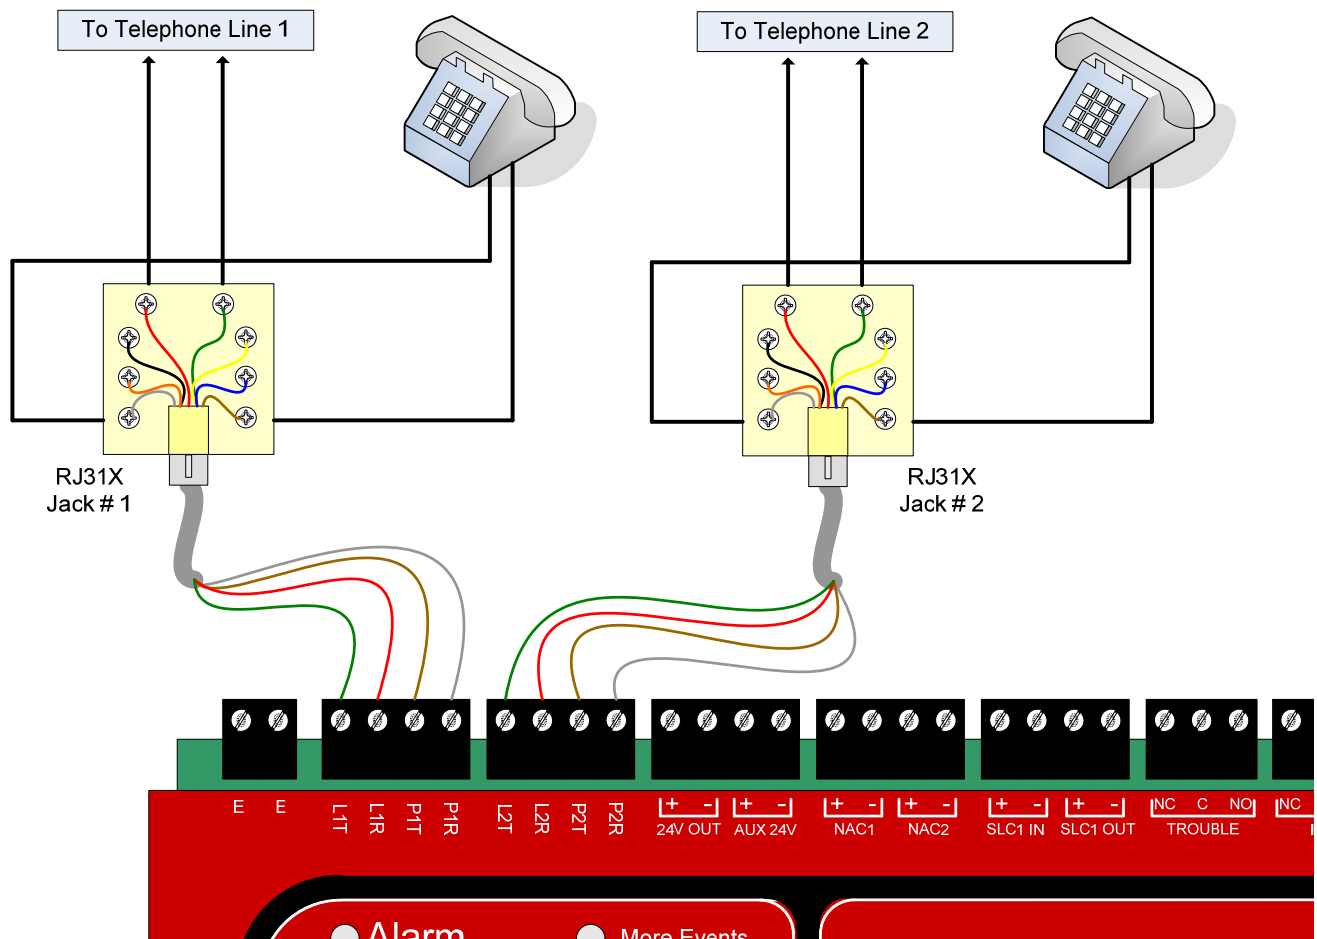 To Telephone Line 1
To Telephone Line 2
RJ31X
Jack # 1
RJ31X
Jack # 2
E E L1T L1R P1T P1R L2T L2R P2T P2R + - + - + - + - + - + - NC C NO NC
24V OUT AUX 24V NAC1 NAC2 SLC1 IN SLC1 OUT TROUBLE
Alarm More Events